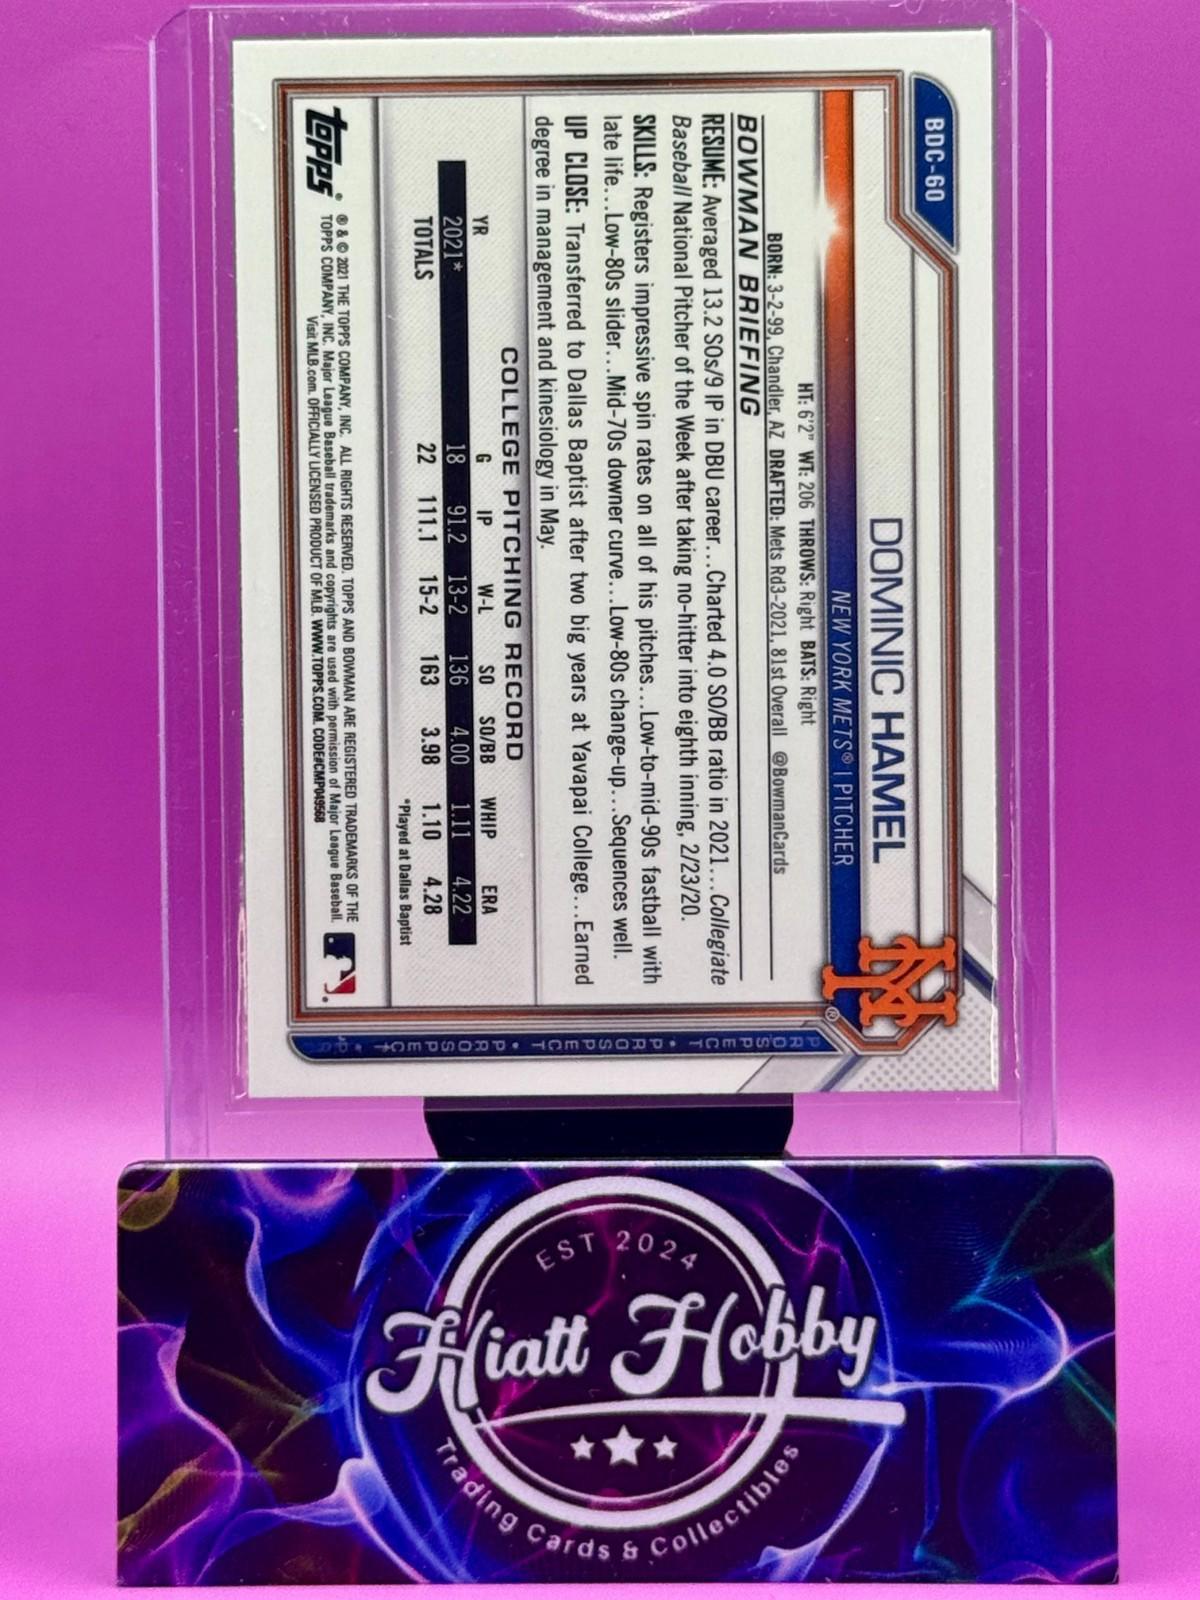 BDC-60
DOMINIC HAMEL
NEW YORK METS® | PITCHER
HT: 6'2" WT: 206 THROWS: Right BATS: Right
BORN: 3-2-99, Chandler, AZ DRAFTED: Mets Rd3-2021, 81st Overall @BowmanCards
BOWMAN BRIEFING
RESUME: Averaged 13.2 SOs/9 IP in DBU career...Charted 4.0 SO/BB ratio in 2021...Collegiate
Baseball National Pitcher of the Week after taking no-hitter into eighth inning, 2/23/20.
SKILLS: Registers impressive spin rates on all of his pitches...Low-to-mid-90s fastball with
late life...Low-80s slider...Mid-70s downer curve...Low-80s change-up...Sequences well.
UP CLOSE: Transferred to Dallas Baptist after two big years at Yavapai College...Earned
degree in management and kinesiology in May.
COLLEGE PITCHING RECORD
YR G IP W-L SO SO/BB WHIP ERA
2021* 18 91.2 13-2 136 4.00 1.11 4.22
TOTALS 22 111.1 15-2 163 3.98 1.10 4.28
*Played at Dallas Baptist
topps®
® & © 2021 THE TOPPS COMPANY, INC. ALL RIGHTS RESERVED. TOPPS AND BOWMAN ARE REGISTERED TRADEMARKS OF THE
TOPPS COMPANY, INC. Major League Baseball trademarks and copyrights are used with permission of Major League Baseball.
Visit MLB.com. OFFICIALLY LICENSED PRODUCT OF MLB. WWW.TOPPS.COM. CODE#CMP049568
PROSPECT • PROSPECT • PROSPECT • PR
NY®
EST 2024
Hiatt Hobby
Trading Cards & Collectibles